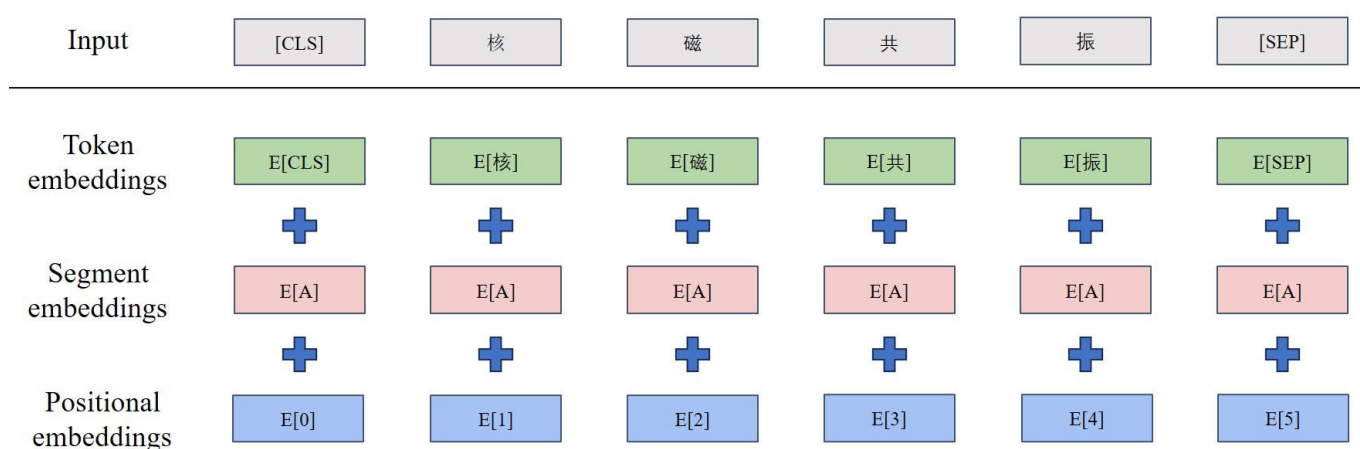 Input [CLS] 核 磁 共 振 [SEP]
Token embeddings E[CLS] E[核] E[磁] E[共] E[振] E[SEP]
Segment embeddings E[A] E[A] E[A] E[A] E[A] E[A]
Positional embeddings E[0] E[1] E[2] E[3] E[4] E[5]